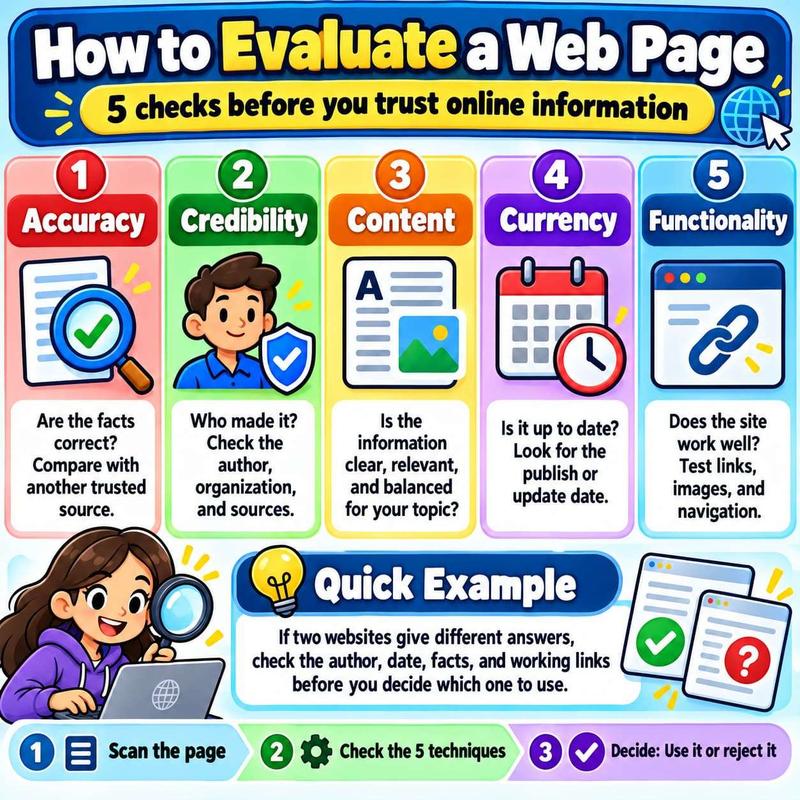 How to Evaluate a Web Page
5 checks before you trust online information
1
Accuracy
Are the facts
correct?
Compare with
another trusted
source.
2
Credibility
Who made it?
Check the
author,
organization,
and sources.
3
Content
A
Is the
information
clear, relevant,
and balanced
for your topic?
4
Currency
Is it up to date?
Look for the
publish or
update date.
5
Functionality
Does the site
work well?
Test links,
images, and
navigation.
Quick Example
If two websites give different answers,
check the author, date, facts, and working links
before you decide which one to use.
?
1 Scan the page
2 Check the 5 techniques
3 Decide: Use it or reject it